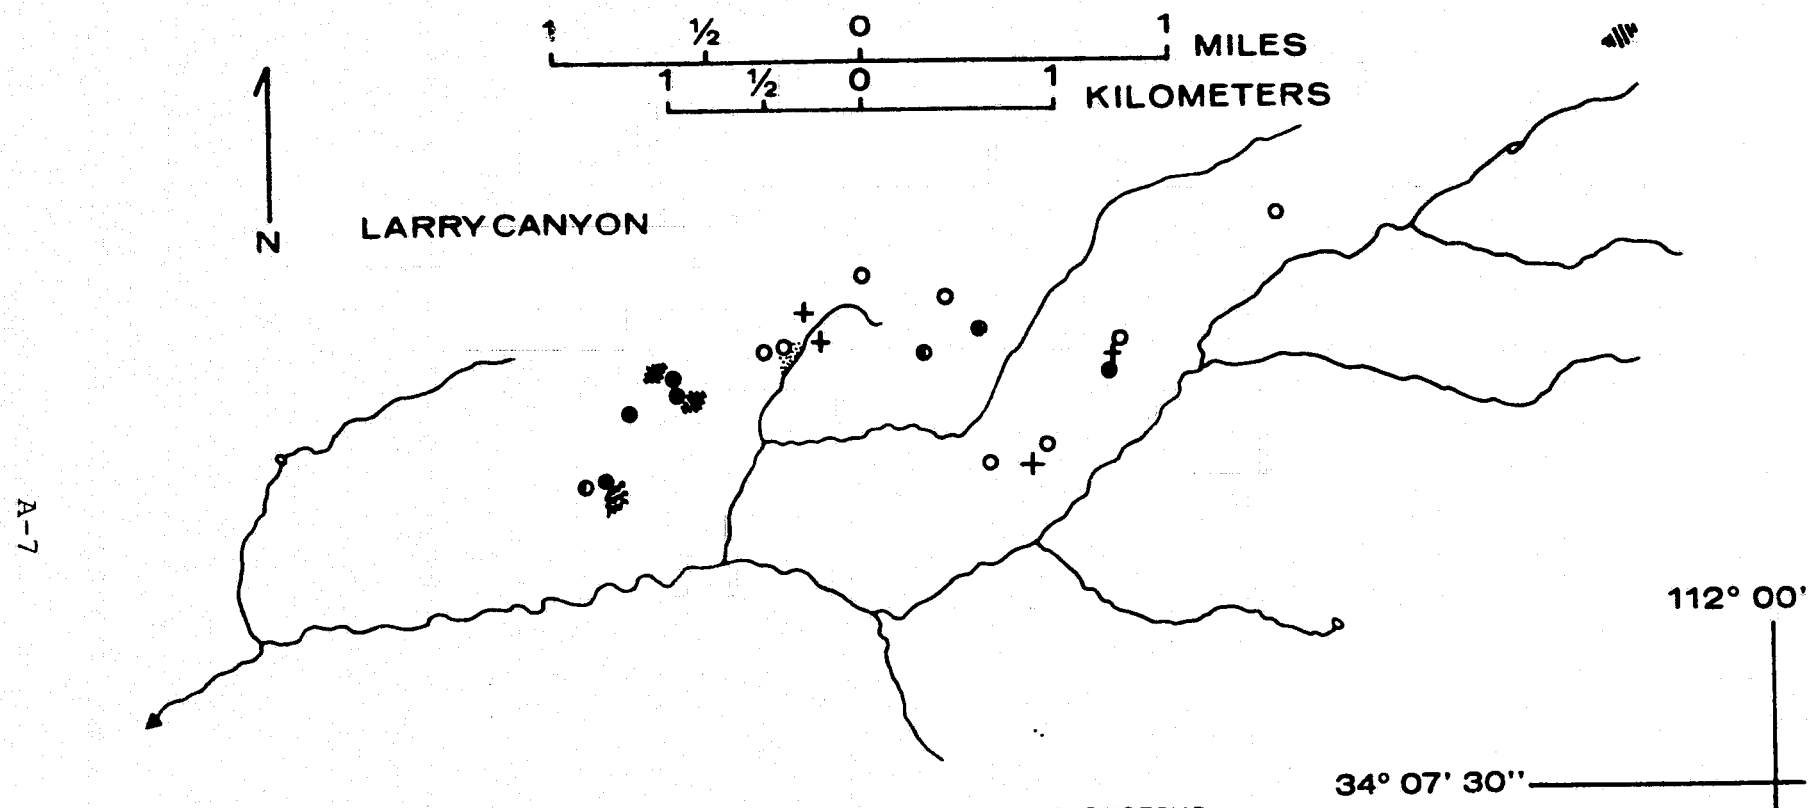 1 ½ 0 1 MILES
1 ½ 0 1 KILOMETERS
N
LARRY CANYON
A-7
112° 00'
34° 07' 30"